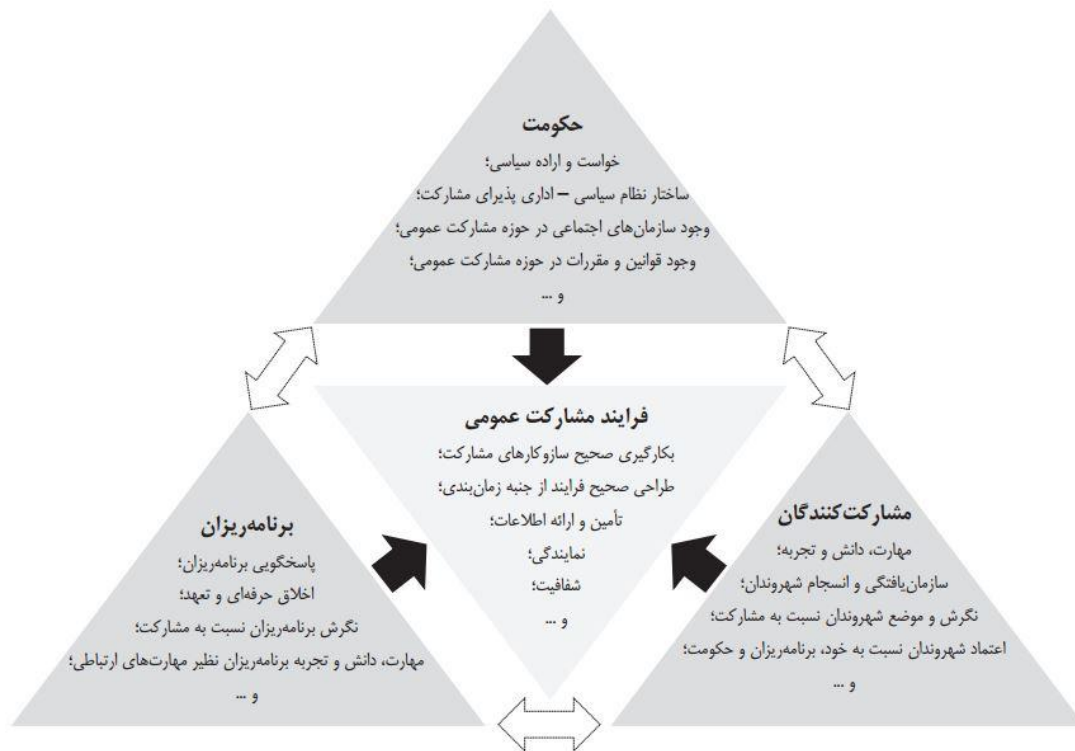 حکومت
خواست و اراده سیاسی؛
ساختار نظام سیاسی – اداری پذیرای مشارکت؛
وجود سازمان‌های اجتماعی در حوزه مشارکت عمومی؛
وجود قوانین و مقررات در حوزه مشارکت عمومی؛
و ...
فرایند مشارکت عمومی
بکارگیری صحیح سازوکارهای مشارکت؛
طراحی صحیح فرایند از جنبه زمان‌بندی؛
تأمین و ارائه اطلاعات؛
نمایندگی؛
شفافیت؛
و ...
مشارکت‌کنندگان
مهارت، دانش و تجربه؛
سازمان‌یافتگی و انسجام شهروندان؛
نگرش و موضع شهروندان نسبت به مشارکت؛
اعتماد شهروندان نسبت به خود، برنامه‌ریزان و حکومت؛
و ...
برنامه‌ریزان
پاسخگویی برنامه‌ریزان؛
اخلاق حرفه‌ای و تعهد؛
نگرش برنامه‌ریزان نسبت به مشارکت؛
مهارت، دانش و تجربه برنامه‌ریزان نظیر مهارت‌های ارتباطی؛
و ...